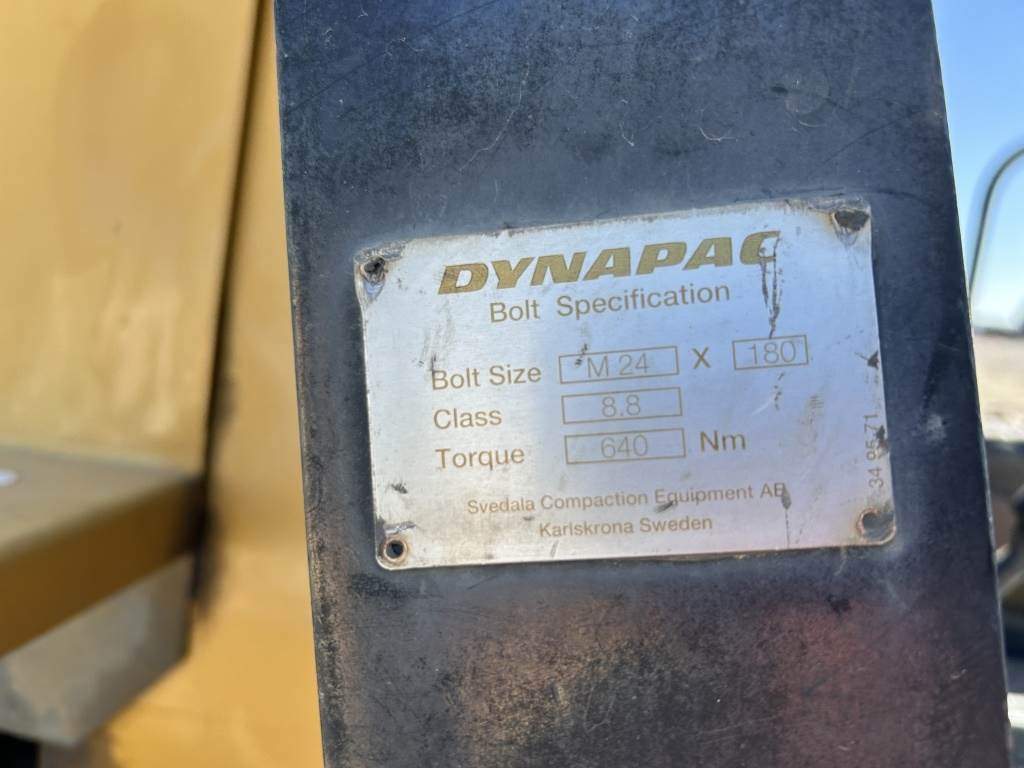 DYNAPAC
Bolt Specification
Bolt Size M 24 X 180
Class 8.8
Torque 640 Nm
Svedala Compaction Equipment AB
Karlskrona Sweden
34 95 71